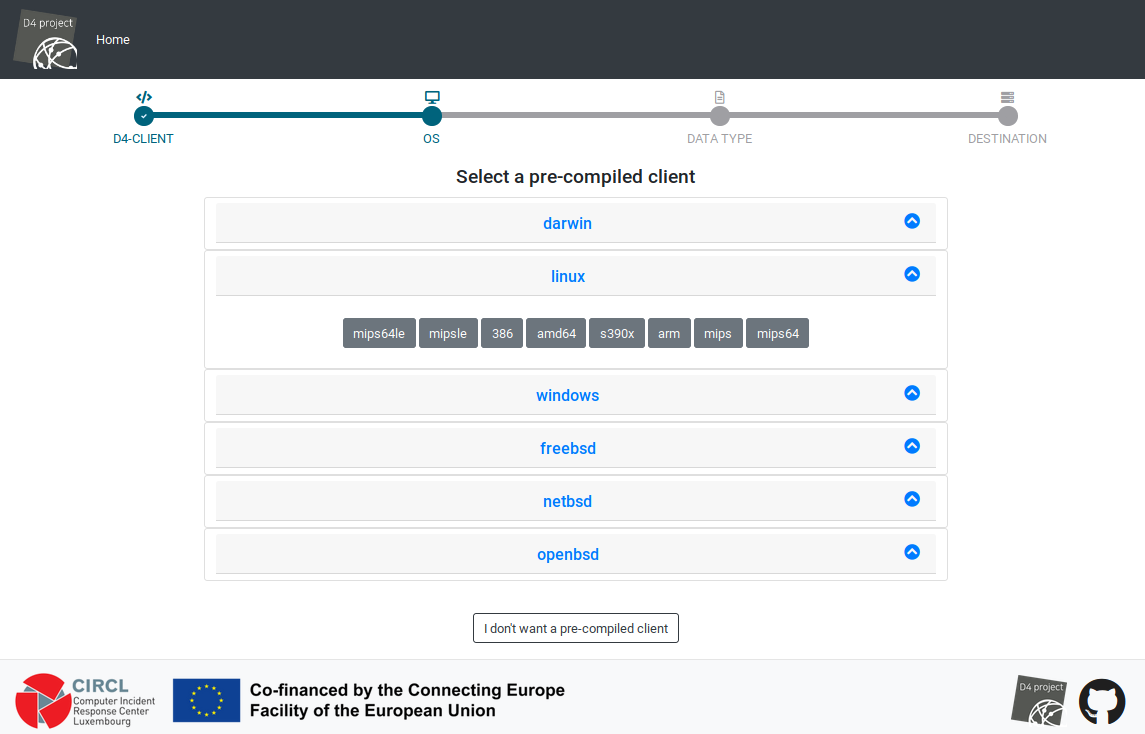 D4 project
Home
D4-CLIENT
OS
DATA TYPE
DESTINATION
Select a pre-compiled client
darwin
linux
mips64le
mipsle
386
amd64
s390x
arm
mips
mips64
windows
freebsd
netbsd
openbsd
I don't want a pre-compiled client
CIRCL
Computer Incident
Response Center
Luxembourg
Co-financed by the Connecting Europe
Facility of the European Union
D4 project